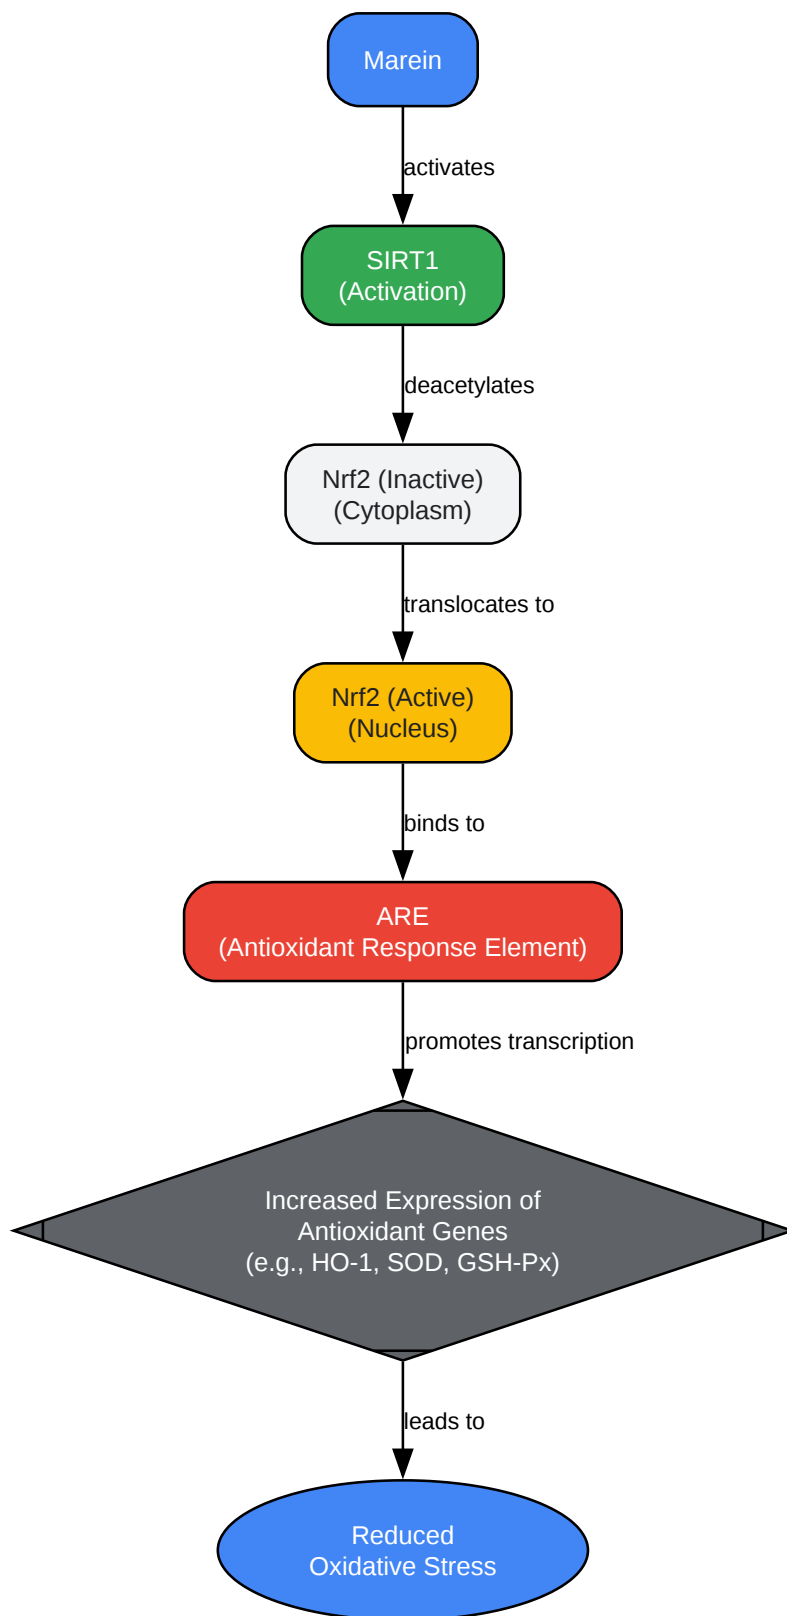 Marein
activates
SIRT1
(Activation)
deacetylates
Nrf2 (Inactive)
(Cytoplasm)
translocates to
Nrf2 (Active)
(Nucleus)
binds to
ARE
(Antioxidant Response Element)
promotes transcription
Increased Expression of
Antioxidant Genes
(e.g., HO-1, SOD, GSH-Px)
leads to
Reduced
Oxidative Stress